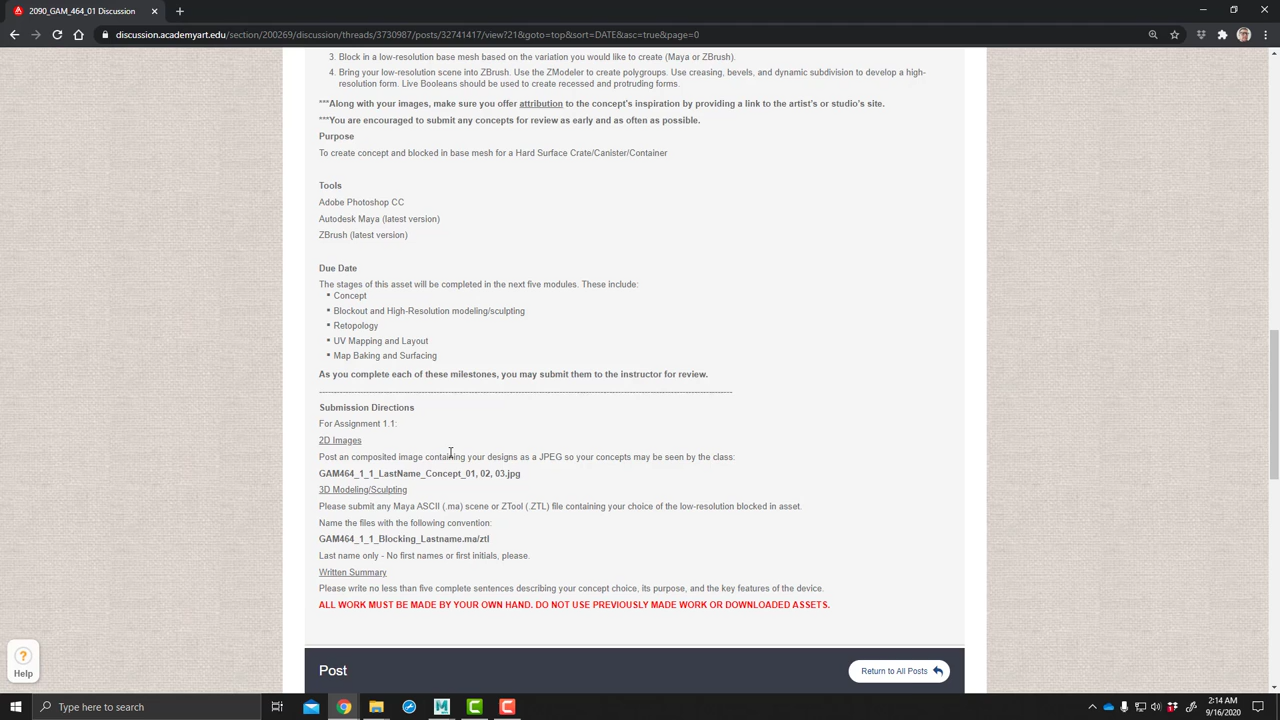 2090_GAM 464 OL1: Discussion
discussion.academyart.edu/section/200269/discussion/threads/3730987/posts/32741417/view?21&goto=top&sort=DATE&asc=true&page=0
3. Block in a low-resolution base mesh based on the variation you would like to create (Maya or ZBrush).
4. Bring your low-resolution scene into ZBrush. Use the ZModeler to create polygroups. Use creasing, bevels, and dynamic subdivision to develop a high-
resolution form. Live Booleans should be used to create recessed and protruding forms.
***Along with your images, make sure you offer attribution to the concept's inspiration by providing a link to the artist's or studio's site.
***You are encouraged to submit any concepts for review as early and as often as possible.
Purpose
To create concept and blocked in base mesh for a Hard Surface Crate/Canister/Container
Tools
Adobe Photoshop CC
Autodesk Maya (latest version)
ZBrush (latest version)
Due Date
The stages of this asset will be completed in the next five modules. These include:
▪ Concept
▪ Blockout and High-Resolution modeling/sculpting
▪ Retopology
▪ UV Mapping and Layout
▪ Map Baking and Surfacing
As you complete each of these milestones, you may submit them to the instructor for review.
Submission Directions
For Assignment 1.1:
2D Images
Post an composited image containing your designs as a JPEG so your concepts may be seen by the class:
GAM464_1_1_LastName_Concept_01, 02, 03.jpg
3D Modeling/Sculpting
Please submit any Maya ASCII (.ma) scene or ZTool (.ZTL) file containing your choice of the low-resolution blocked in asset.
Name the files with the following convention:
GAM464_1_1_Blocking_Lastname.ma/ztl
Last name only - No first names or first initials, please.
Written Summary
Please write no less than five complete sentences describing your concept choice, its purpose, and the key features of the device.
ALL WORK MUST BE MADE BY YOUR OWN HAND. DO NOT USE PREVIOUSLY MADE WORK OR DOWNLOADED ASSETS.
? Help
Post
Return to All Posts
Type here to search
2:14 AM
9/16/2020